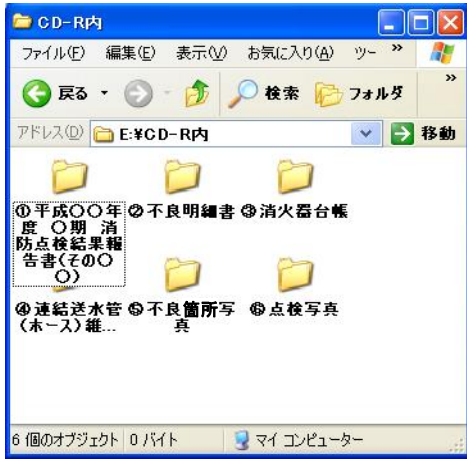 CD-R内
ファイル(F) 編集(E) 表示(V) お気に入り(A) ツー »
戻る 検索 フォルダ »
アドレス(D) E:¥CD-R内 移動
①平成〇〇年
度 〇期 消
防点検結果報
告書(その〇
〇)
②不良明細書
③消火器台帳
④連結送水管
(ホース)維...
⑤不良箇所写
真
⑥点検写真
6 個のオブジェクト 0 バイト マイ コンピューター